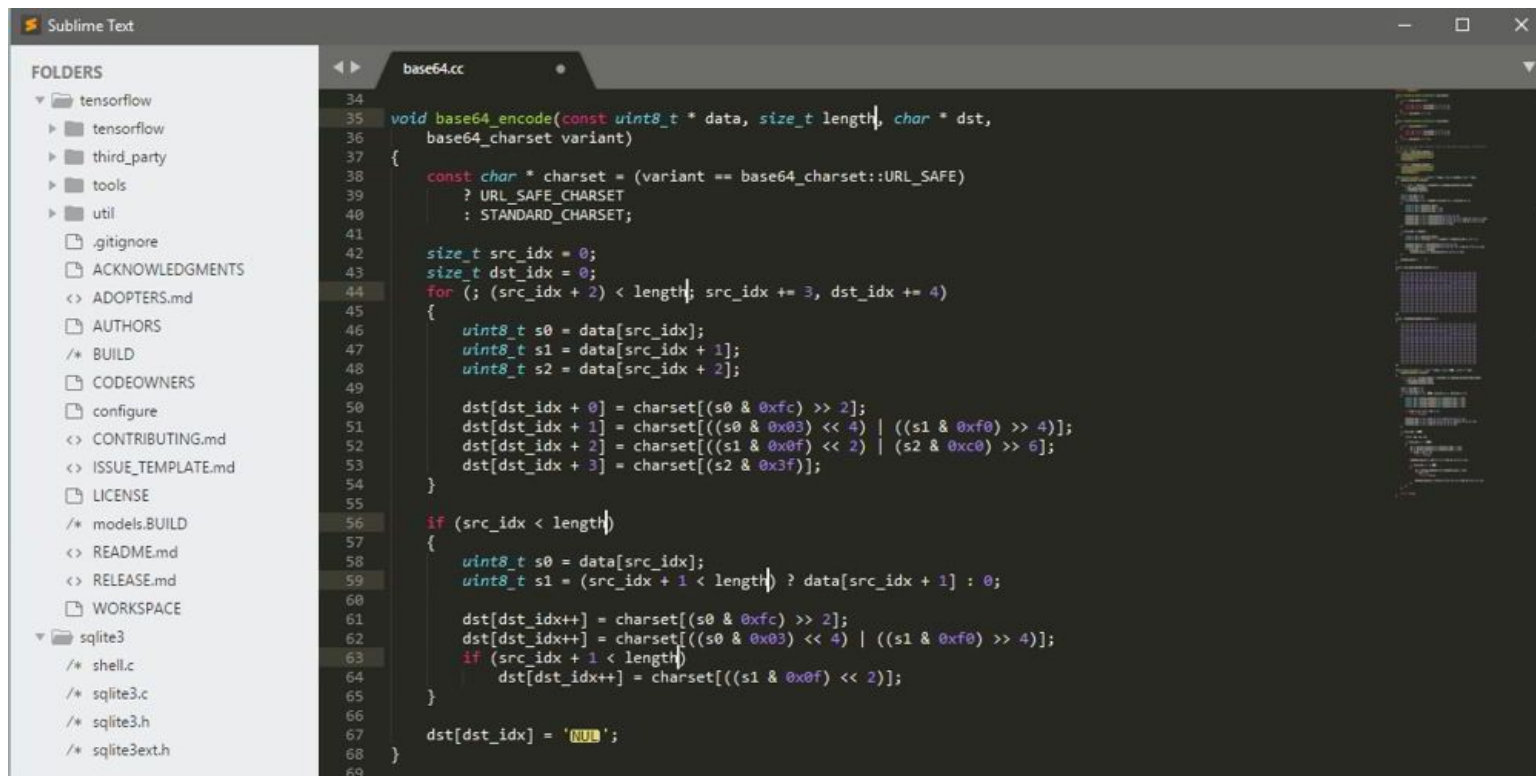 Sublime Text
FOLDERS
tensorflow
tensorflow
third_party
tools
util
.gitignore
ACKNOWLEDGMENTS
<> ADOPTERS.md
AUTHORS
/* BUILD
CODEOWNERS
configure
<> CONTRIBUTING.md
<> ISSUE_TEMPLATE.md
LICENSE
/* models.BUILD
<> README.md
<> RELEASE.md
WORKSPACE
sqlite3
/* shell.c
/* sqlite3.c
/* sqlite3.h
/* sqlite3ext.h
base64.cc
34
35 void base64_encode(const uint8_t * data, size_t length, char * dst,
36     base64_charset variant)
37 {
38     const char * charset = (variant == base64_charset::URL_SAFE)
39         ? URL_SAFE_CHARSET
40         : STANDARD_CHARSET;
41
42     size_t src_idx = 0;
43     size_t dst_idx = 0;
44     for (; (src_idx + 2) < length; src_idx += 3, dst_idx += 4)
45     {
46         uint8_t s0 = data[src_idx];
47         uint8_t s1 = data[src_idx + 1];
48         uint8_t s2 = data[src_idx + 2];
49
50         dst[dst_idx + 0] = charset[(s0 & 0xfc) >> 2];
51         dst[dst_idx + 1] = charset[((s0 & 0x03) << 4) | ((s1 & 0xf0) >> 4)];
52         dst[dst_idx + 2] = charset[((s1 & 0x0f) << 2) | (s2 & 0xc0) >> 6];
53         dst[dst_idx + 3] = charset[(s2 & 0x3f)];
54     }
55
56     if (src_idx < length)
57     {
58         uint8_t s0 = data[src_idx];
59         uint8_t s1 = (src_idx + 1 < length) ? data[src_idx + 1] : 0;
60
61         dst[dst_idx++] = charset[(s0 & 0xfc) >> 2];
62         dst[dst_idx++] = charset[((s0 & 0x03) << 4) | ((s1 & 0xf0) >> 4)];
63         if (src_idx + 1 < length)
64             dst[dst_idx++] = charset[((s1 & 0x0f) << 2)];
65     }
66
67     dst[dst_idx] = 'NUL';
68 }
69